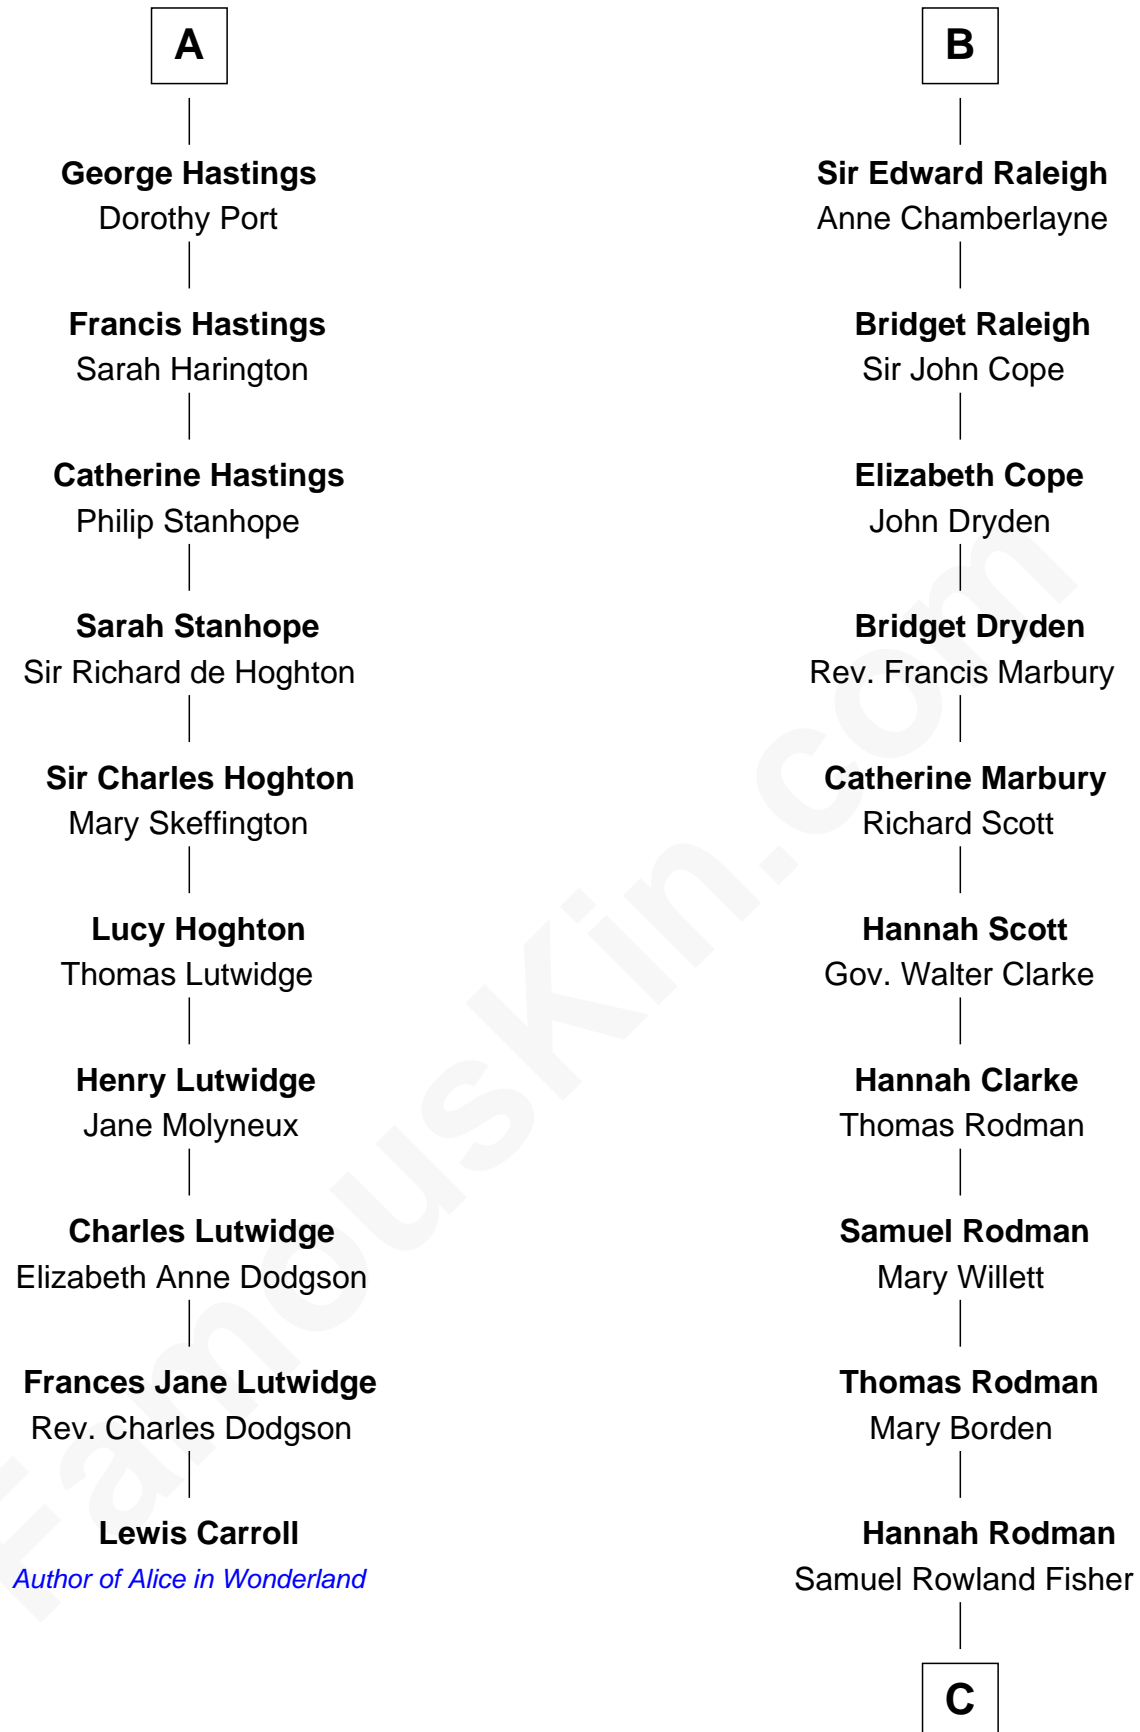 A
George Hastings
Dorothy Port
Francis Hastings
Sarah Harington
Catherine Hastings
Philip Stanhope
Sarah Stanhope
Sir Richard de Hoghton
Sir Charles Hoghton
Mary Skeffington
Lucy Hoghton
Thomas Lutwidge
Henry Lutwidge
Jane Molyneux
Charles Lutwidge
Elizabeth Anne Dodgson
Frances Jane Lutwidge
Rev. Charles Dodgson
Lewis Carroll
Author of Alice in Wonderland
B
Sir Edward Raleigh
Anne Chamberlayne
Bridget Raleigh
Sir John Cope
Elizabeth Cope
John Dryden
Bridget Dryden
Rev. Francis Marbury
Catherine Marbury
Richard Scott
Hannah Scott
Gov. Walter Clarke
Hannah Clarke
Thomas Rodman
Samuel Rodman
Mary Willett
Thomas Rodman
Mary Borden
Hannah Rodman
Samuel Rowland Fisher
C
FamousKin.com